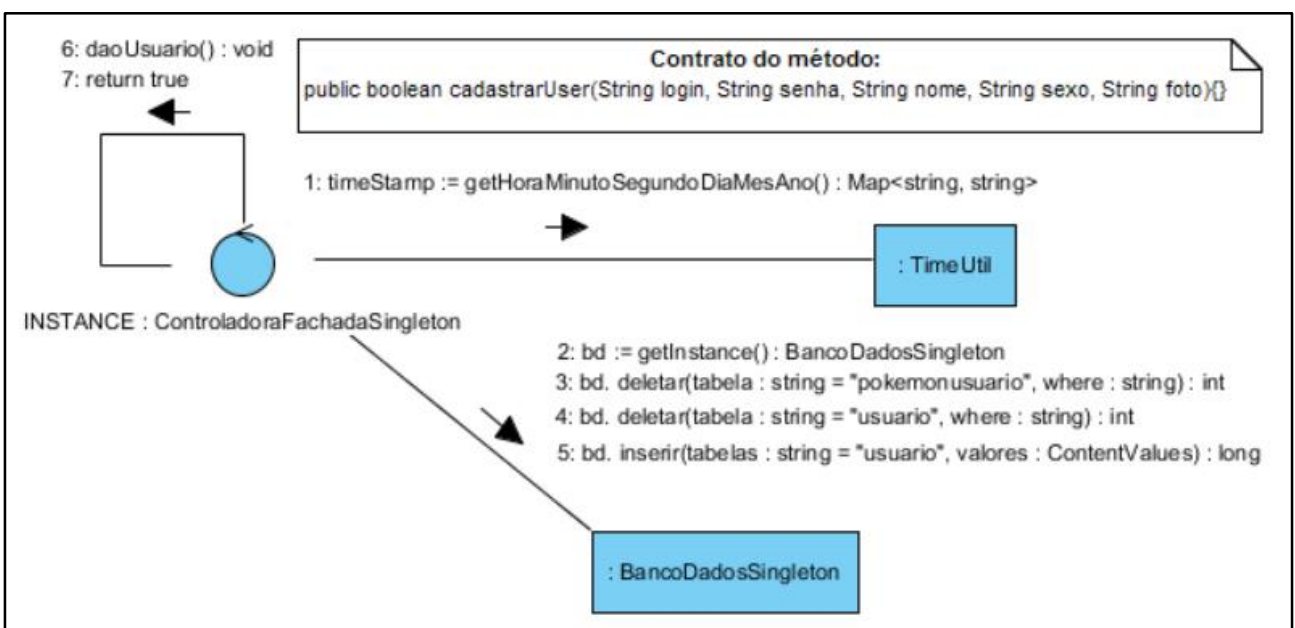 6: daoUsuario() : void
7: return true
Contrato do método:
public boolean cadastrarUser(String login, String senha, String nome, String sexo, String foto){}
1: timeStamp := getHoraMinutoSegundoDiaMesAno() : Map<string, string>
: TimeUtil
INSTANCE : ControladoraFachadaSingleton
2: bd := getInstance() : BancoDadosSingleton
3: bd. deletar(tabela : string = "pokemonusuario", where : string) : int
4: bd. deletar(tabela : string = "usuario", where : string) : int
5: bd. inserir(tabelas : string = "usuario", valores : ContentValues) : long
: BancoDadosSingleton